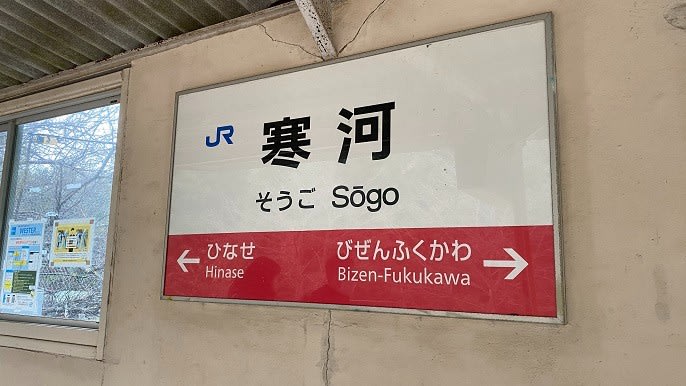 JR 寒河
そうご Sōgo
← ひなせ びぜんふくかわ →
Hinase Bizen-Fukukawa
WESTER